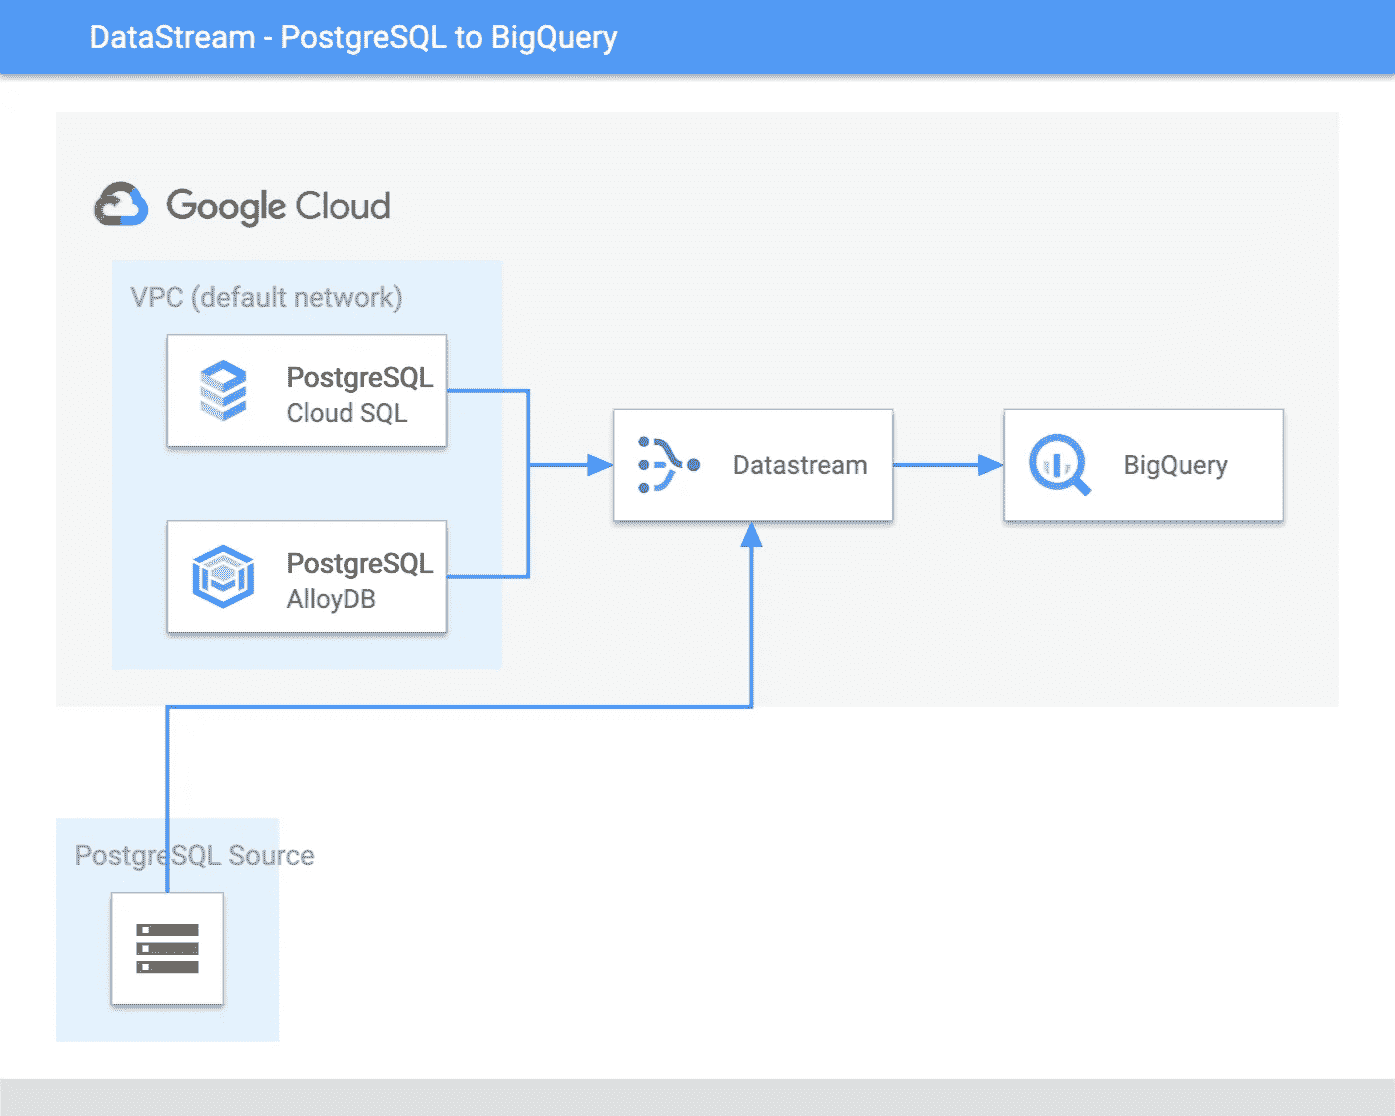 DataStream - PostgreSQL to BigQuery
Google Cloud
VPC (default network)
PostgreSQL
Cloud SQL
Datastream
BigQuery
PostgreSQL
AlloyDB
PostgreSQL Source